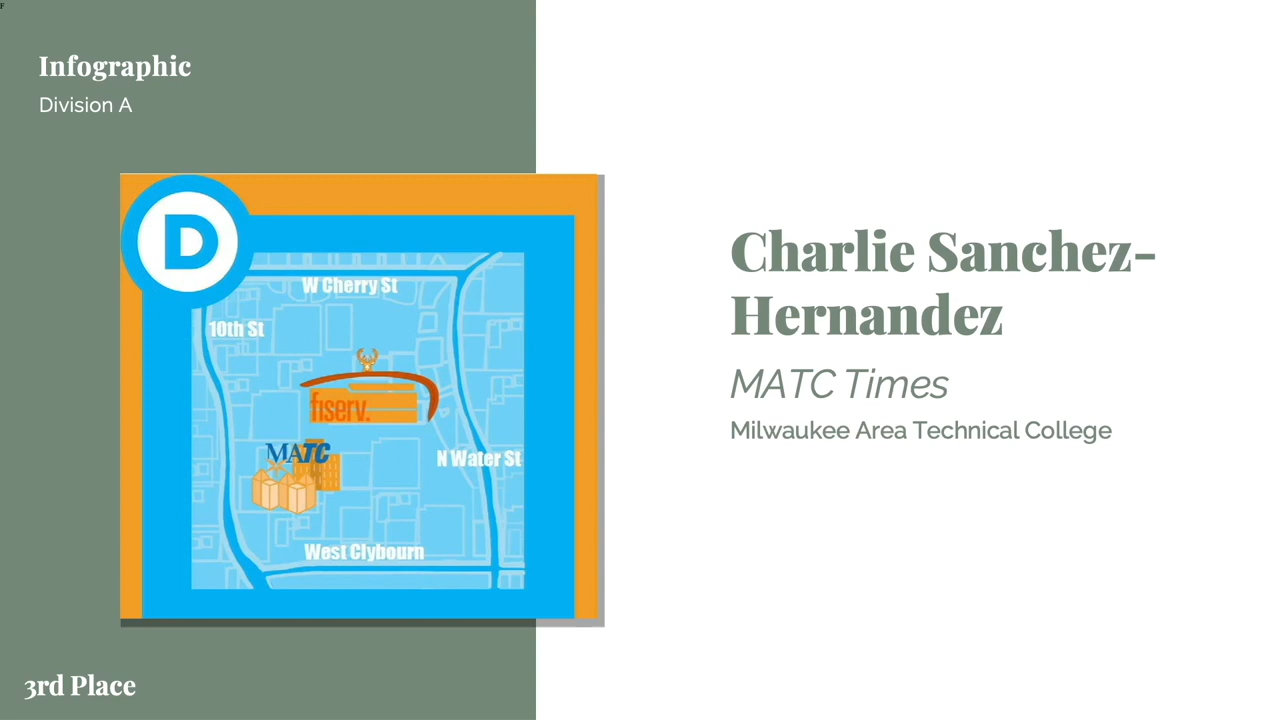 F
Infographic
Division A
D
W Cherry St
10th St
fiserv.
MATC
N Water St
West Clybourn
Charlie Sanchez-
Hernandez
MATC Times
Milwaukee Area Technical College
3rd Place